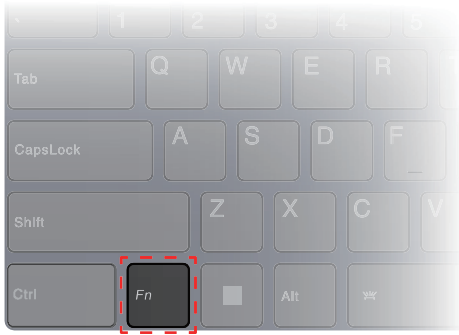 1 2 3 4 5
Tab Q W E R
CapsLock A S D F
Shift Z X C V
Ctrl Fn Alt